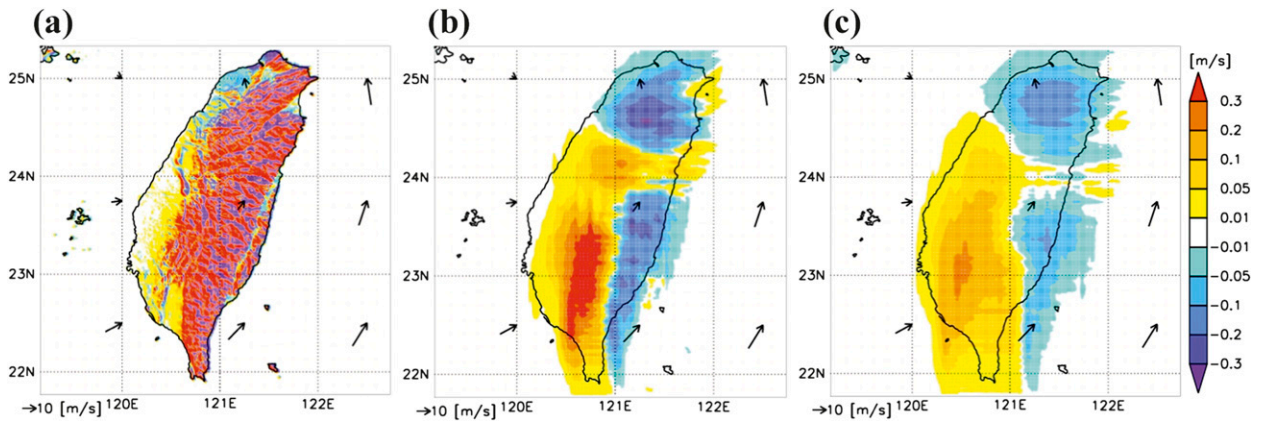 (a)
(b)
(c)
25N
24N
23N
22N
120E
121E
122E
→10 [m/s]
25N
24N
23N
22N
120E
121E
122E
→10 [m/s]
25N
24N
23N
22N
120E
121E
122E
→10 [m/s]
[m/s]
0.3
0.2
0.1
0.05
0.01
-0.01
-0.05
-0.1
-0.2
-0.3